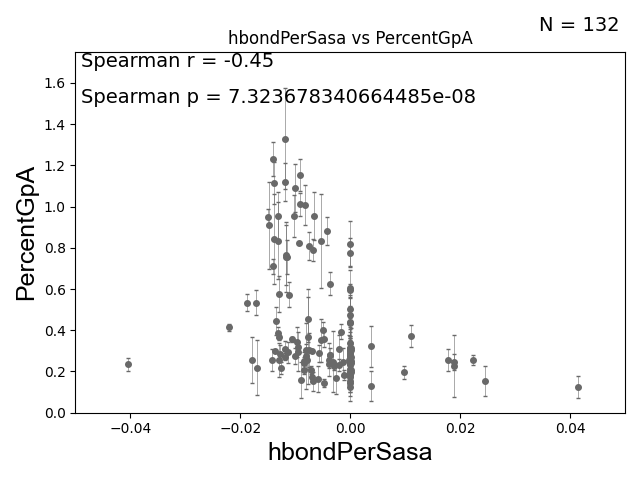 N = 132
hbondPerSasa vs PercentGpA
Spearman r = -0.45
Spearman p = 7.323678340664485e-08
PercentGpA
1.6
1.4
1.2
1.0
0.8
0.6
0.4
0.2
0.0
−0.04 −0.02 0.00 0.02 0.04
hbondPerSasa